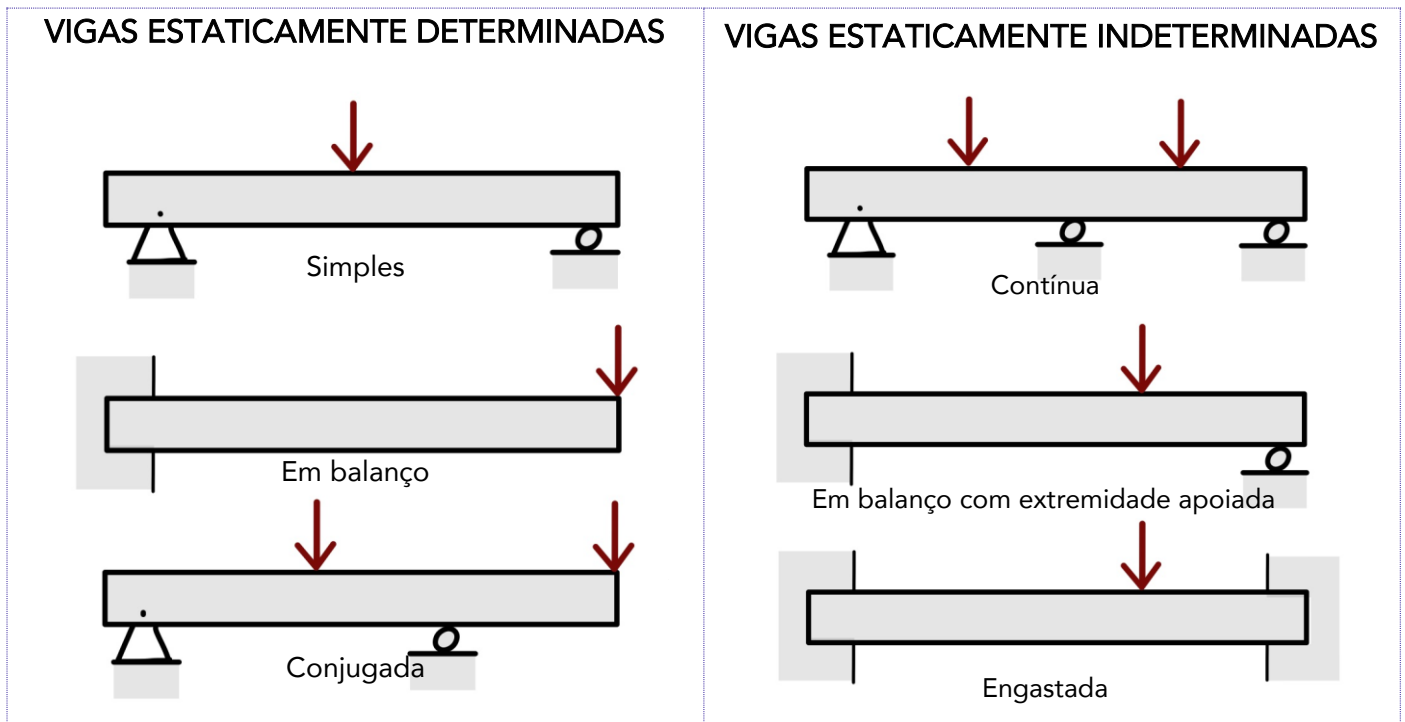 VIGAS ESTATICAMENTE DETERMINADAS
Simples
Em balanço
Conjugada
VIGAS ESTATICAMENTE INDETERMINADAS
Contínua
Em balanço com extremidade apoiada
Engastada